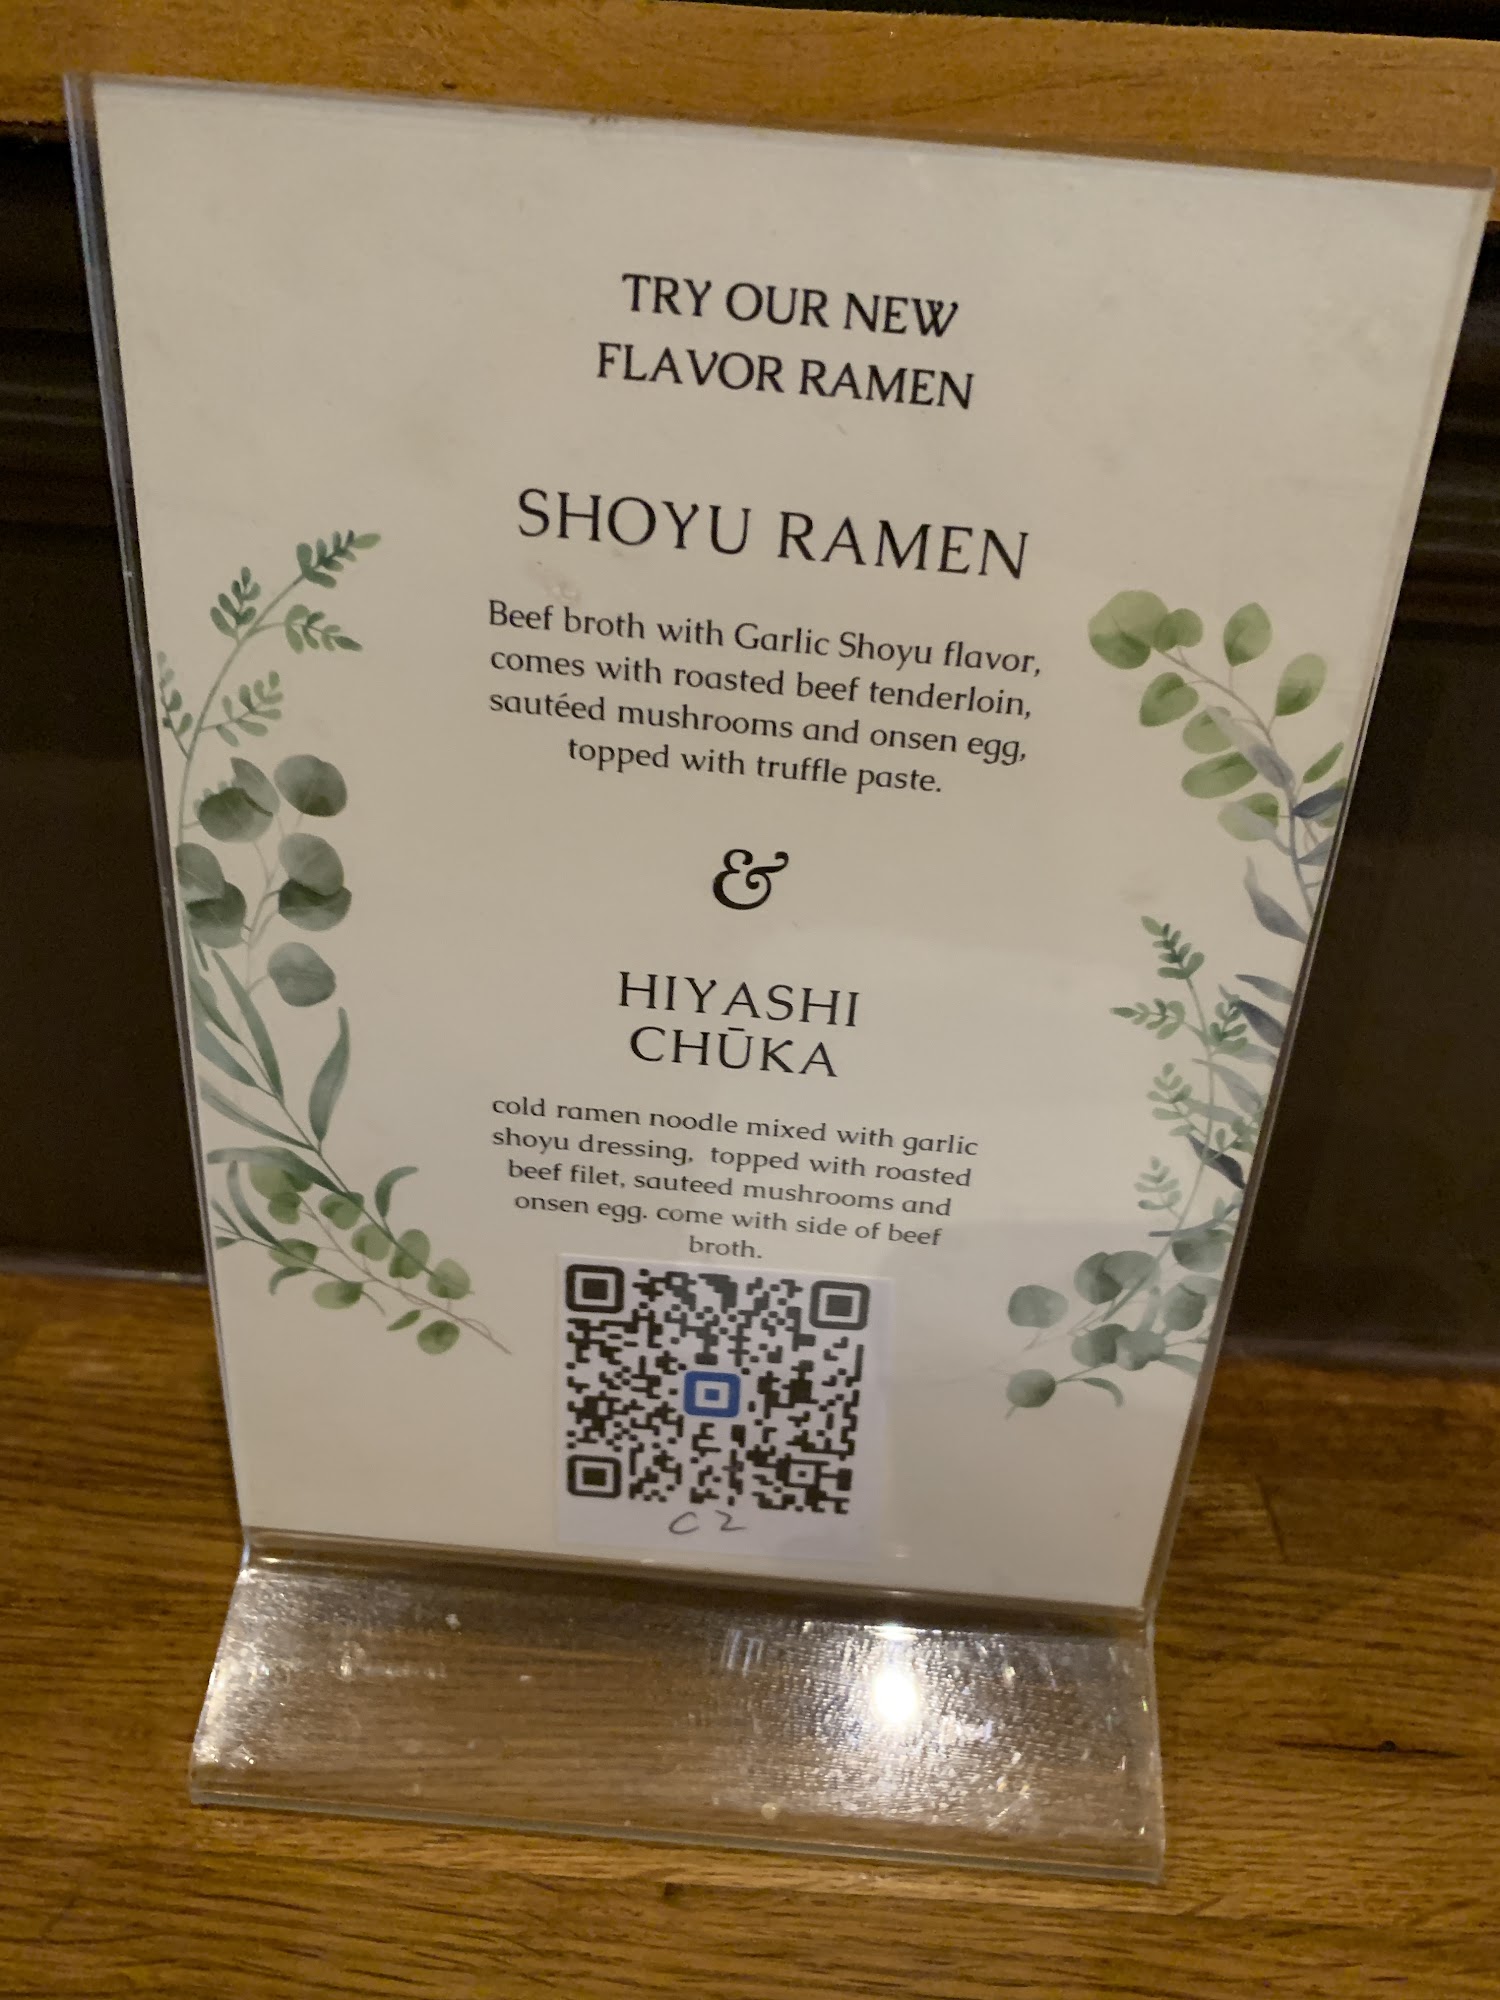 TRY OUR NEW
FLAVOR RAMEN
SHOYU RAMEN
Beef broth with Garlic Shoyu flavor,
comes with roasted beef tenderloin,
sautéed mushrooms and onsen egg,
topped with truffle paste.
&
HIYASHI
CHŪKA
cold ramen noodle mixed with garlic
shoyu dressing, topped with roasted
beef filet, sauteed mushrooms and
onsen egg. come with side of beef
broth.
C2